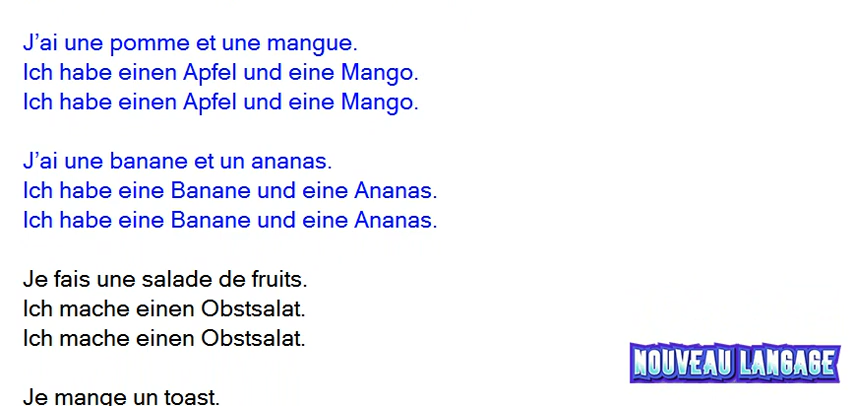 J'ai une pomme et une mangue.
Ich habe einen Apfel und eine Mango.
Ich habe einen Apfel und eine Mango.
J'ai une banane et un ananas.
Ich habe eine Banane und eine Ananas.
Ich habe eine Banane und eine Ananas.
Je fais une salade de fruits.
Ich mache einen Obstsalat.
Ich mache einen Obstsalat.
NOUVEAU LANGAGE
Je mange un toast.